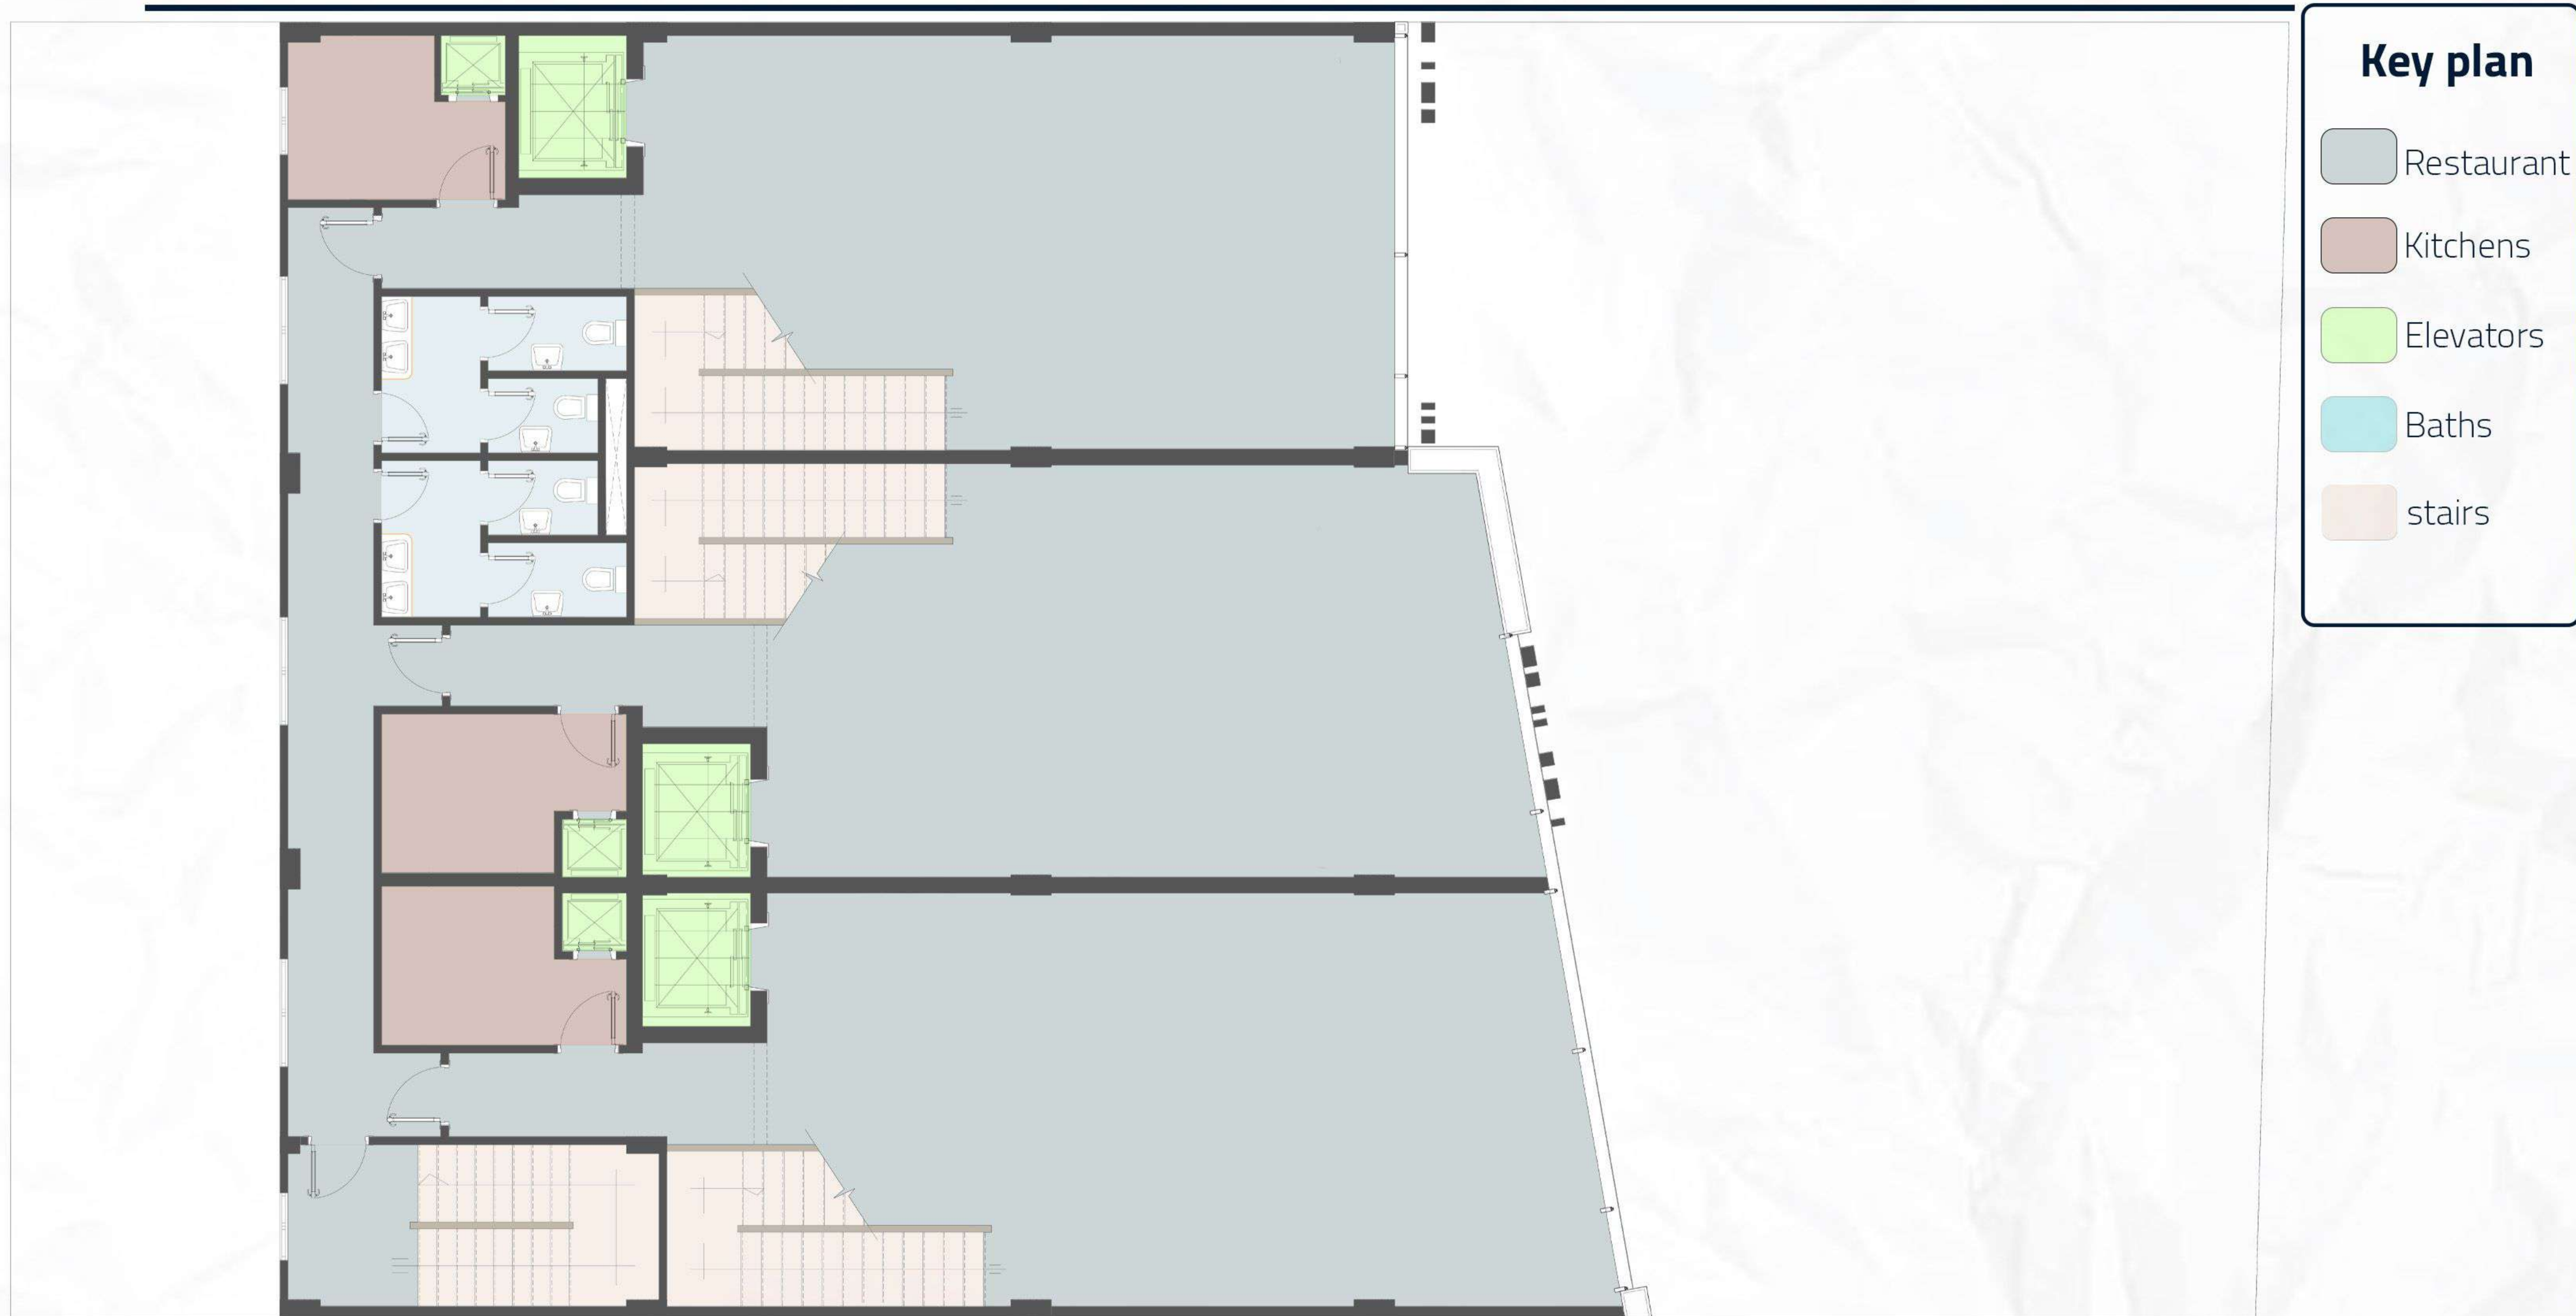 Key plan
Restaurant
Kitchens
Elevators
Baths
stairs